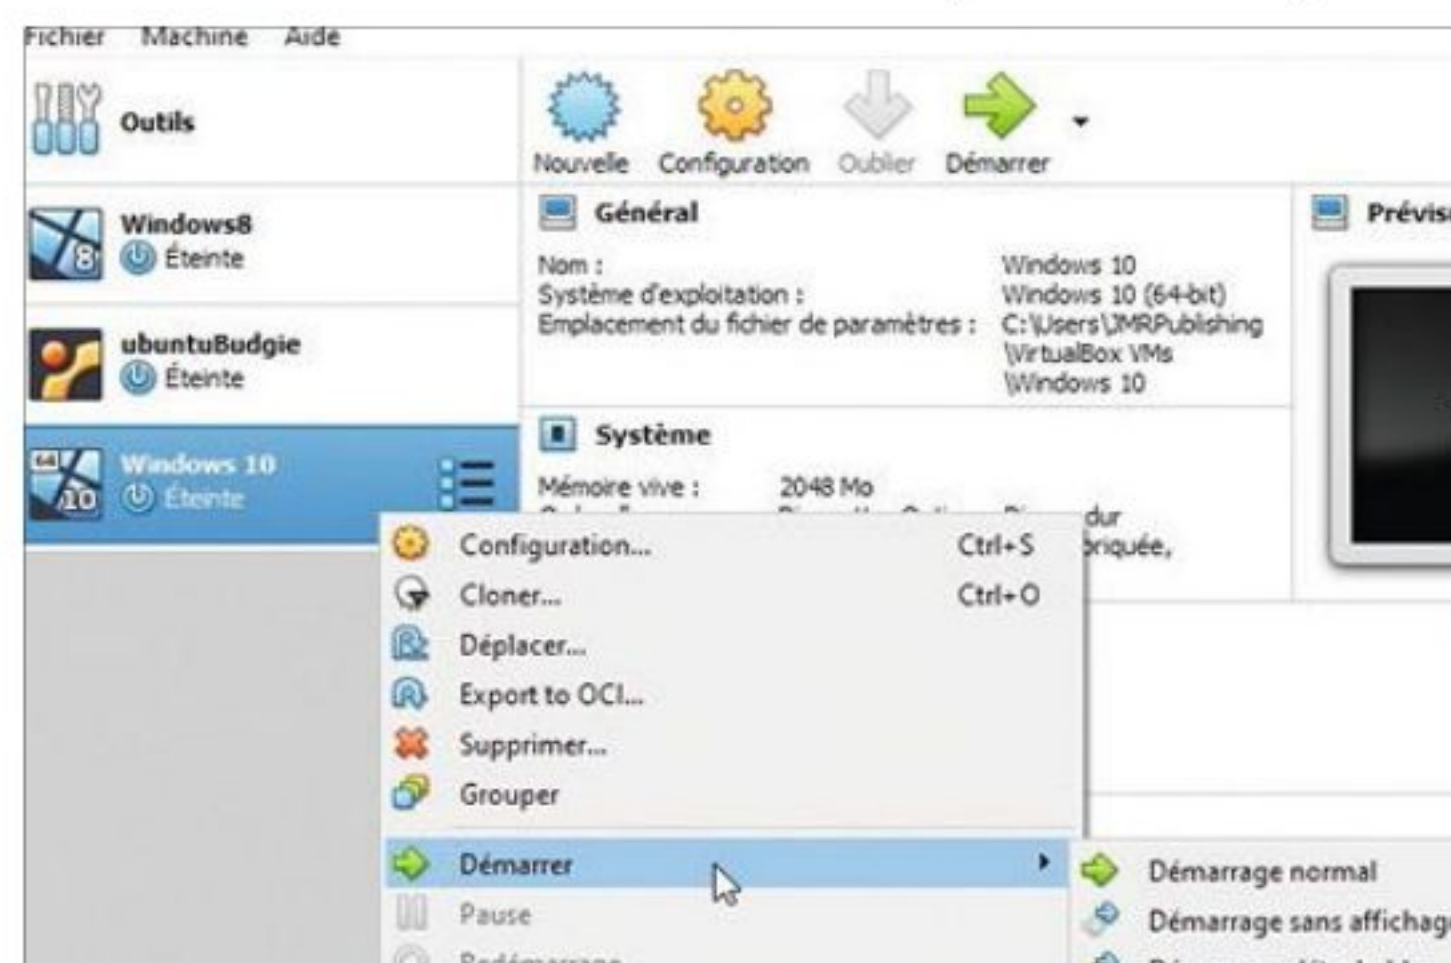 Fichier Machine Aide
Outils
Nouvelle Configuration Oublier Démarrer
Windows8
Éteinte
ubuntuBudgie
Éteinte
64
10
Windows 10
Éteinte
Général
Nom : Windows 10
Système d'exploitation : Windows 10 (64-bit)
Emplacement du fichier de paramètres : C:\Users\JMRPublishing
\VirtualBox VMs
\Windows 10
Système
Mémoire vive : 2048 Mo
dur
Configuration... Ctrl+S
Cloner... Ctrl+O
Déplacer...
Export to OCI...
Supprimer...
Grouper
Démarrer
Pause
Démarrage normal
Démarrage sans